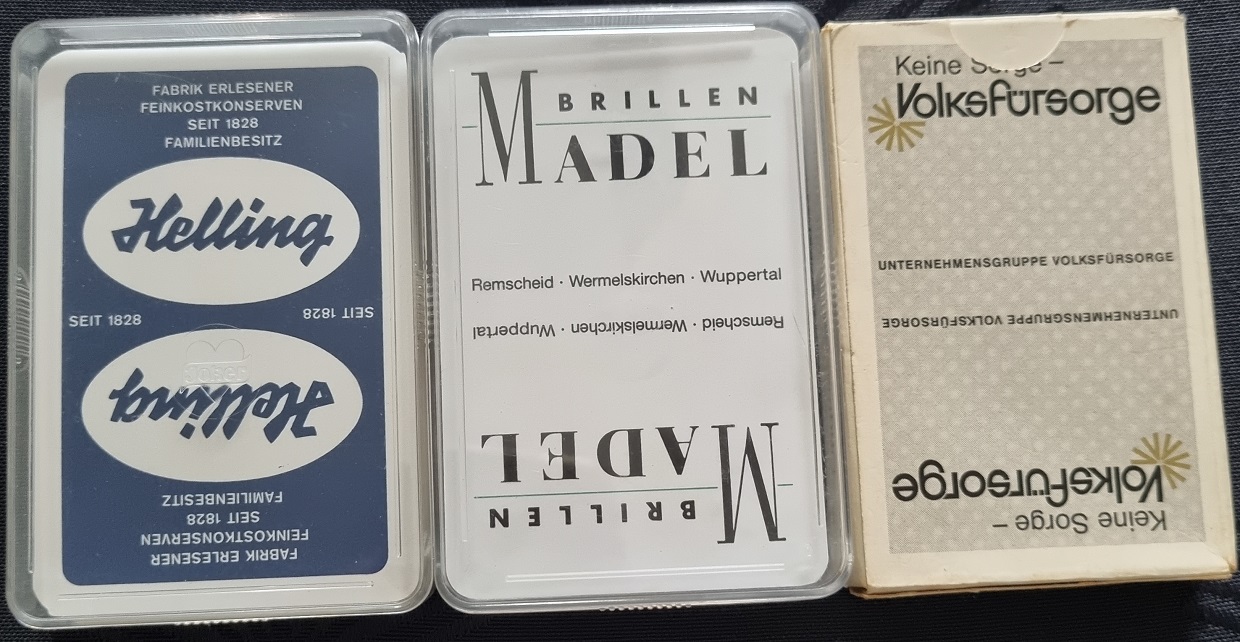 FABRIK ERLESENER
FEINKOSTKONSERVEN
SEIT 1828
FAMILIENBESITZ
Helling
SEIT 1828
SEIT 1828
Joker
Helling
FAMILIENBESITZ
SEIT 1828
FEINKOSTKONSERVEN
FABRIK ERLESENER
BRILLEN
MADEL
Remscheid · Wermelskirchen · Wuppertal
Remscheid · Wermelskirchen · Wuppertal
MADEL
BRILLEN
Keine Sorge –
Volksfürsorge
UNTERNEHMENSGRUPPE VOLKSFÜRSORGE
UNTERNEHMENSGRUPPE VOLKSFÜRSORGE
Volksfürsorge
Keine Sorge –